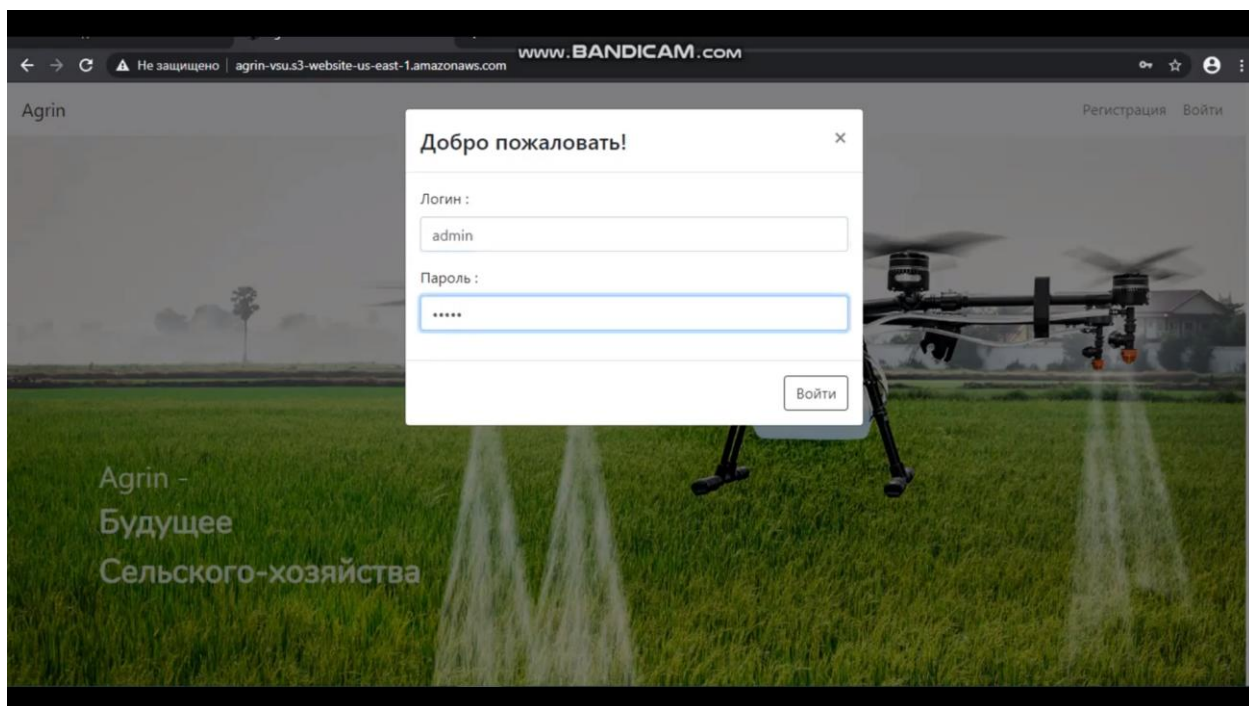 www.BANDICAM.com
Не защищено | agrin-vsu.s3-website-us-east-1.amazonaws.com
Agrin
Регистрация Войти
Добро пожаловать!
×
Логин :
admin
Пароль :
•••••
Войти
Agrin -
Будущее
Сельского-хозяйства